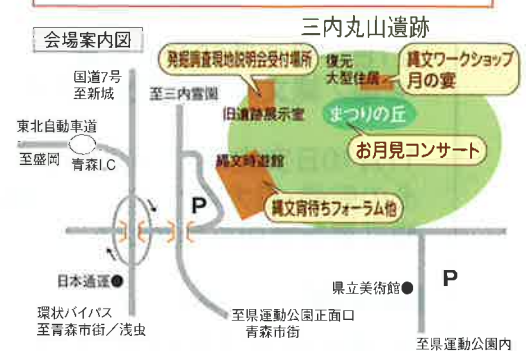 三内丸山遺跡
会場案内図
国道7号
至新城
至三内霊園
発掘調査現地説明会受付場所
復元
大型住居
縄文ワークショップ
月の宴
旧遺跡展示室
まつりの丘
お月見コンサート
東北自動車道
至盛岡
青森I.C
縄文時遊館
縄文宵待ちフォーラム他
P
日本通運
県立美術館
P
環状バイパス
至青森市街/浅虫
至県運動公園正面口
青森市街
至県運動公園内